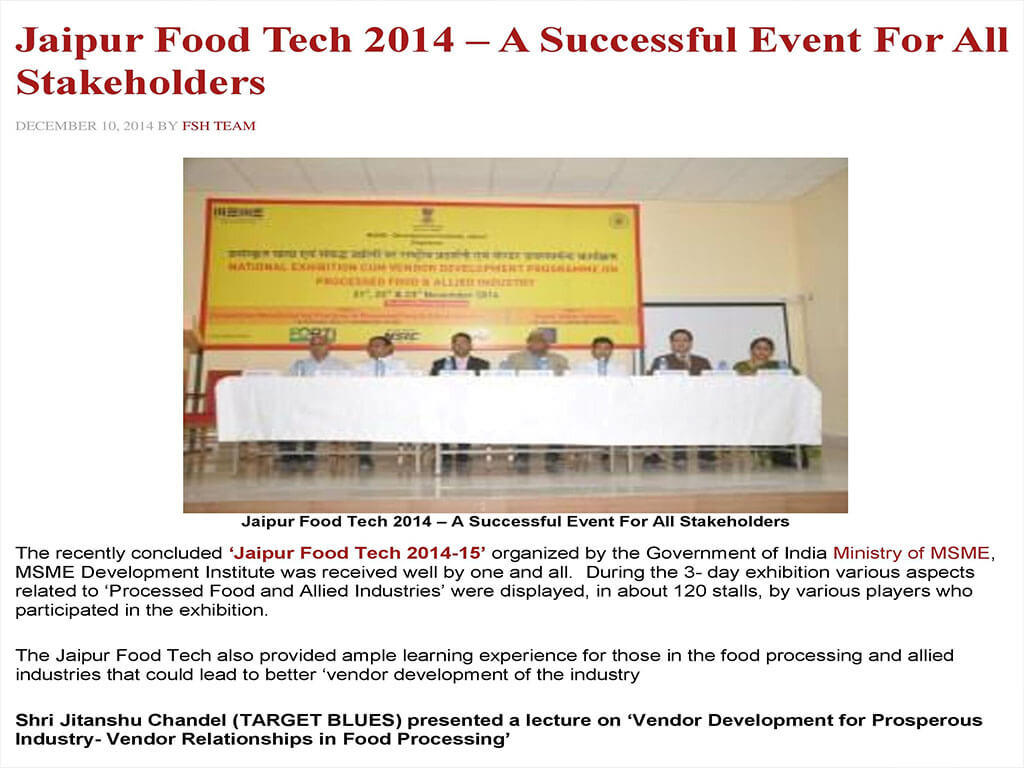 Jaipur Food Tech 2014 – A Successful Event For All
Stakeholders
DECEMBER 10, 2014 BY FSH TEAM
NATIONAL EXHIBITION CUM VENDOR DEVELOPMENT PROGRAMME ON
PROCESSED FOOD & ALLIED INDUSTRY
November 2014
NSIC
Jaipur Food Tech 2014 – A Successful Event For All Stakeholders
The recently concluded ‘Jaipur Food Tech 2014-15’ organized by the Government of India Ministry of MSME,
MSME Development Institute was received well by one and all.  During the 3- day exhibition various aspects
related to ‘Processed Food and Allied Industries’ were displayed, in about 120 stalls, by various players who
participated in the exhibition.
The Jaipur Food Tech also provided ample learning experience for those in the food processing and allied
industries that could lead to better ‘vendor development of the industry
Shri Jitanshu Chandel (TARGET BLUES) presented a lecture on ‘Vendor Development for Prosperous
Industry- Vendor Relationships in Food Processing’